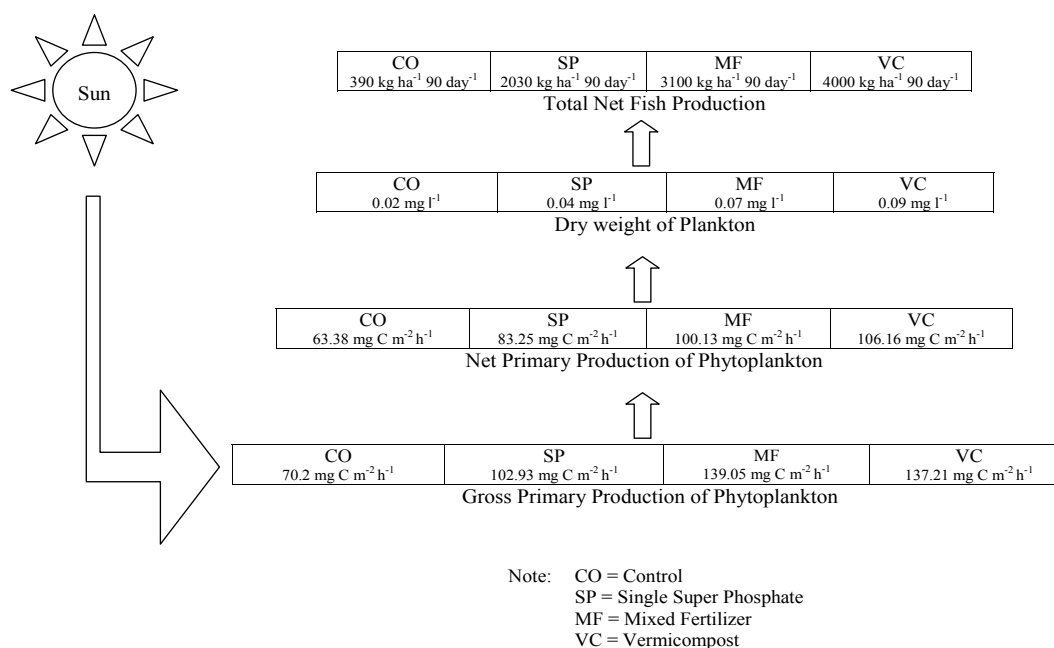 Sun
CO SP MF VC
390 kg ha⁻¹ 90 day⁻¹ 2030 kg ha⁻¹ 90 day⁻¹ 3100 kg ha⁻¹ 90 day⁻¹ 4000 kg ha⁻¹ 90 day⁻¹
Total Net Fish Production
CO SP MF VC
0.02 mg l⁻¹ 0.04 mg l⁻¹ 0.07 mg l⁻¹ 0.09 mg l⁻¹
Dry weight of Plankton
CO SP MF VC
63.38 mg C m⁻² h⁻¹ 83.25 mg C m⁻² h⁻¹ 100.13 mg C m⁻² h⁻¹ 106.16 mg C m⁻² h⁻¹
Net Primary Production of Phytoplankton
CO SP MF VC
70.2 mg C m⁻² h⁻¹ 102.93 mg C m⁻² h⁻¹ 139.05 mg C m⁻² h⁻¹ 137.21 mg C m⁻² h⁻¹
Gross Primary Production of Phytoplankton
Note: CO = Control
SP = Single Super Phosphate
MF = Mixed Fertilizer
VC = Vermicompost